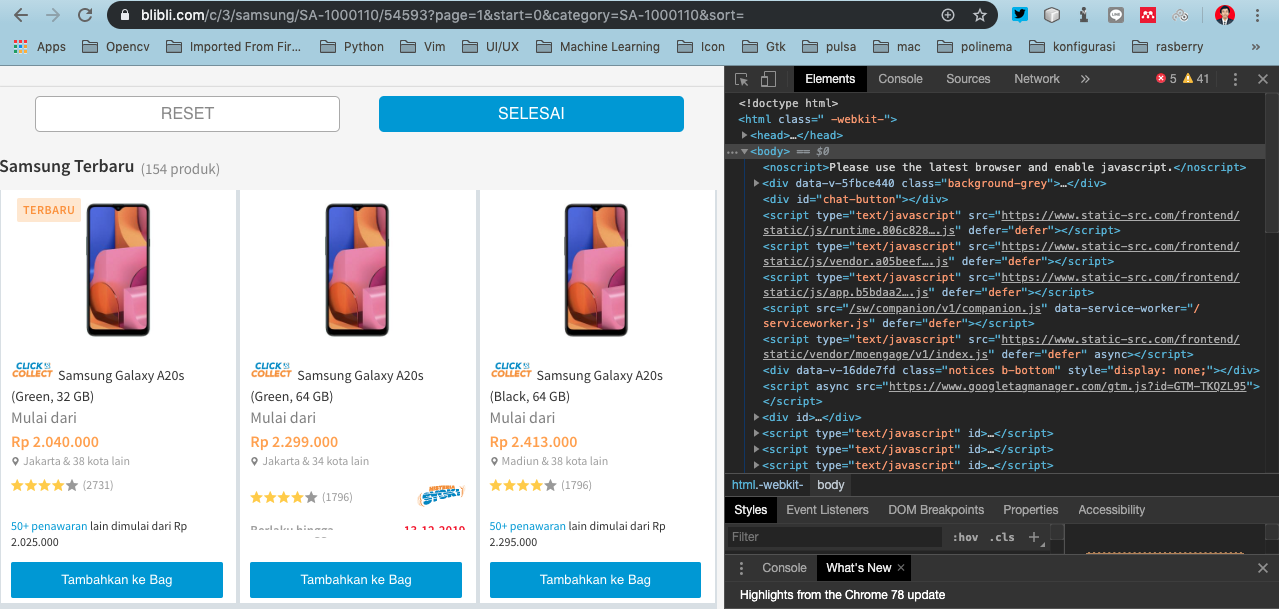 blibli.com/c/3/samsung/SA-1000110/54593?page=1&start=0&category=SA-1000110&sort=
Apps Opencv Imported From Fir... Python Vim UI/UX Machine Learning Icon Gtk pulsa mac polinema konfigurasi rasberry »
RESET SELESAI
Samsung Terbaru (154 produk)
TERBARU
CLICK COLLECT Samsung Galaxy A20s
(Green, 32 GB)
Mulai dari
Rp 2.040.000
Jakarta & 38 kota lain
(2731)
50+ penawaran lain dimulai dari Rp
2.025.000
Tambahkan ke Bag
CLICK COLLECT Samsung Galaxy A20s
(Green, 64 GB)
Mulai dari
Rp 2.299.000
Jakarta & 34 kota lain
(1796)
Berlaku hingga 13-12-2019
Tambahkan ke Bag
CLICK COLLECT Samsung Galaxy A20s
(Black, 64 GB)
Mulai dari
Rp 2.413.000
Madiun & 38 kota lain
(1796)
50+ penawaran lain dimulai dari Rp
2.295.000
Tambahkan ke Bag
Elements Console Sources Network » 5 41
<!doctype html>
<html class=" -webkit-">
<head>…</head>
…<body> == $0
<noscript>Please use the latest browser and enable javascript.</noscript>
<div data-v-5fbce440 class="background-grey">…</div>
<div id="chat-button"></div>
<script type="text/javascript" src="https://www.static-src.com/frontend/
static/js/runtime.806c828….js" defer="defer"></script>
<script type="text/javascript" src="https://www.static-src.com/frontend/
static/js/vendor.a05beef….js" defer="defer"></script>
<script type="text/javascript" src="https://www.static-src.com/frontend/
static/js/app.b5bdaa2….js" defer="defer"></script>
<script src="/sw/companion/v1/companion.js" data-service-worker="/
serviceworker.js" defer="defer"></script>
<script type="text/javascript" src="https://www.static-src.com/frontend/
static/vendor/moengage/v1/index.js" defer="defer" async></script>
<div data-v-16dde7fd class="notices b-bottom" style="display: none;"></div>
<script async src="https://www.googletagmanager.com/gtm.js?id=GTM-TKQZL95">
</script>
<div id>…</div>
<script type="text/javascript" id>…</script>
<script type="text/javascript" id>…</script>
<script type="text/javascript" id>…</script>
html.-webkit- body
Styles Event Listeners DOM Breakpoints Properties Accessibility
Filter :hov .cls +
Console What's New ×
Highlights from the Chrome 78 update